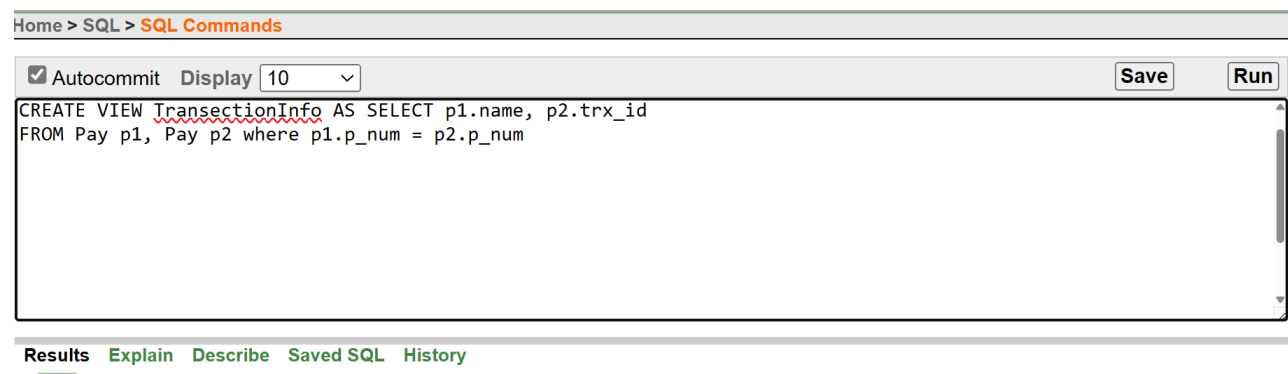 Home > SQL > SQL Commands
Autocommit Display 10 Save Run
CREATE VIEW TransectionInfo AS SELECT p1.name, p2.trx_id
FROM Pay p1, Pay p2 where p1.p_num = p2.p_num
Results Explain Describe Saved SQL History